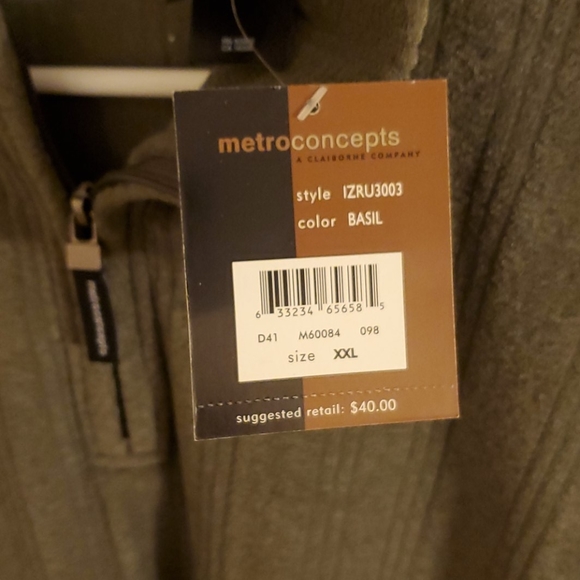 metroconcepts
A CLAIBORNE COMPANY
style IZRU3003
color BASIL
6 33234 65658 5
D41 M60084 098
size XXL
suggested retail: $40.00